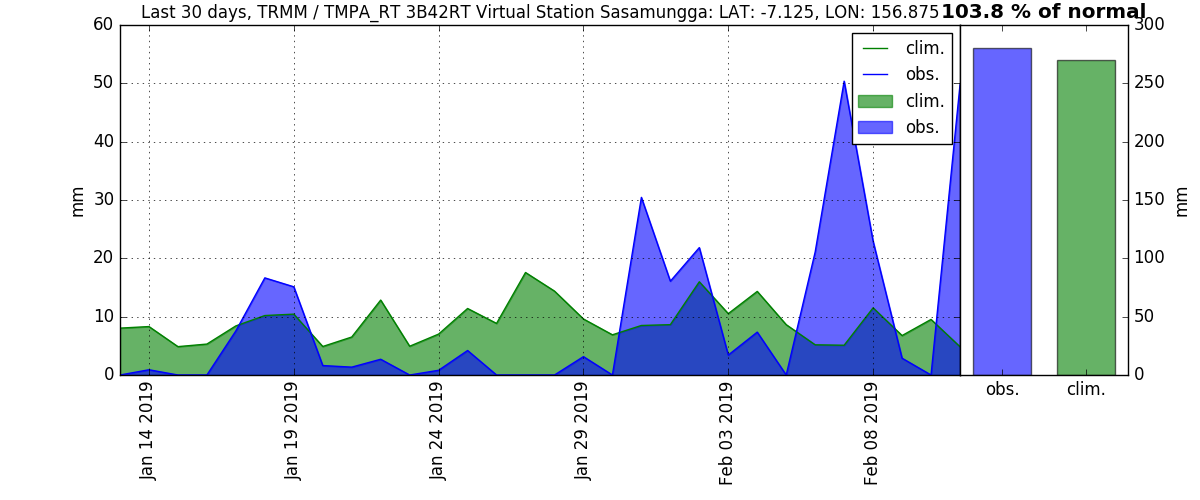 Last 30 days, TRMM / TMPA_RT 3B42RT Virtual Station Sasamungga: LAT: -7.125, LON: 156.875
103.8 % of normal
60
50
40
30
20
10
0
mm
clim.
obs.
clim.
obs.
Jan 14 2019
Jan 19 2019
Jan 24 2019
Jan 29 2019
Feb 03 2019
Feb 08 2019
300
250
200
150
100
50
0
mm
obs.
clim.